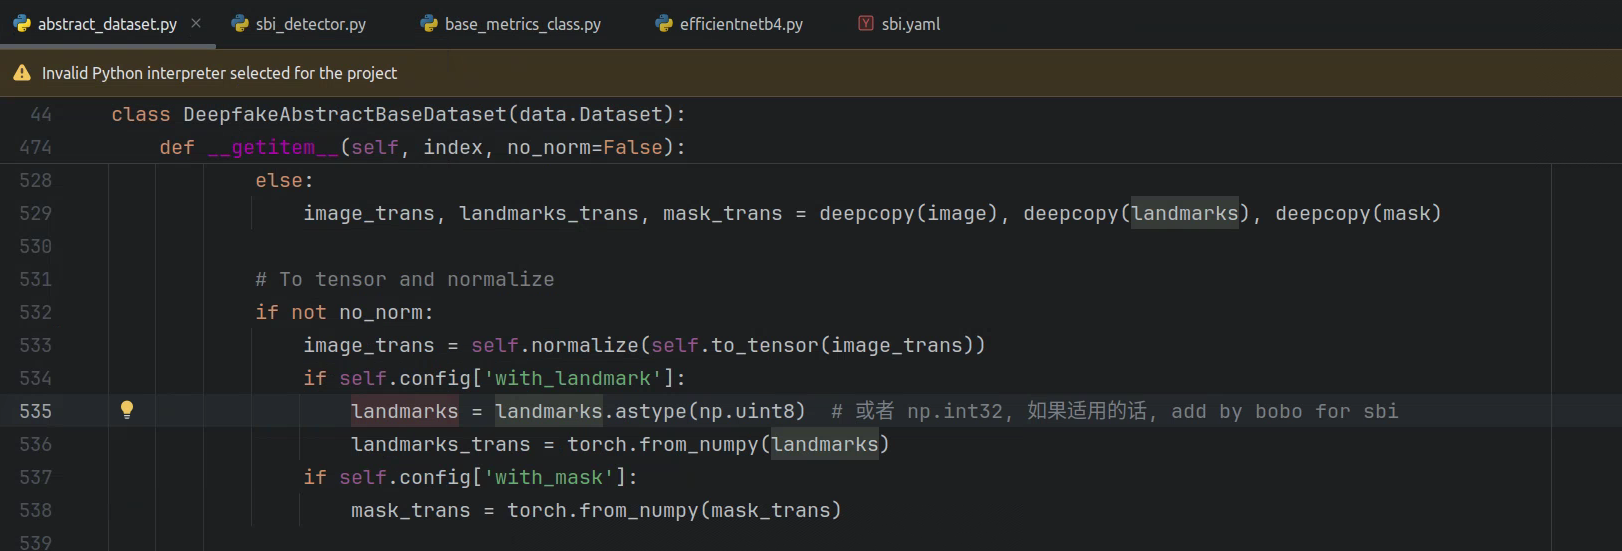 abstract_dataset.py × sbi_detector.py base_metrics_class.py efficientnetb4.py sbi.yaml
Invalid Python interpreter selected for the project
44 class DeepfakeAbstractBaseDataset(data.Dataset):
474 def __getitem__(self, index, no_norm=False):
528 else:
529 image_trans, landmarks_trans, mask_trans = deepcopy(image), deepcopy(landmarks), deepcopy(mask)
530
531 # To tensor and normalize
532 if not no_norm:
533 image_trans = self.normalize(self.to_tensor(image_trans))
534 if self.config['with_landmark']:
535 landmarks = landmarks.astype(np.uint8)  # 或者 np.int32, 如果适用的话, add by bobo for sbi
536 landmarks_trans = torch.from_numpy(landmarks)
537 if self.config['with_mask']:
538 mask_trans = torch.from_numpy(mask_trans)
539